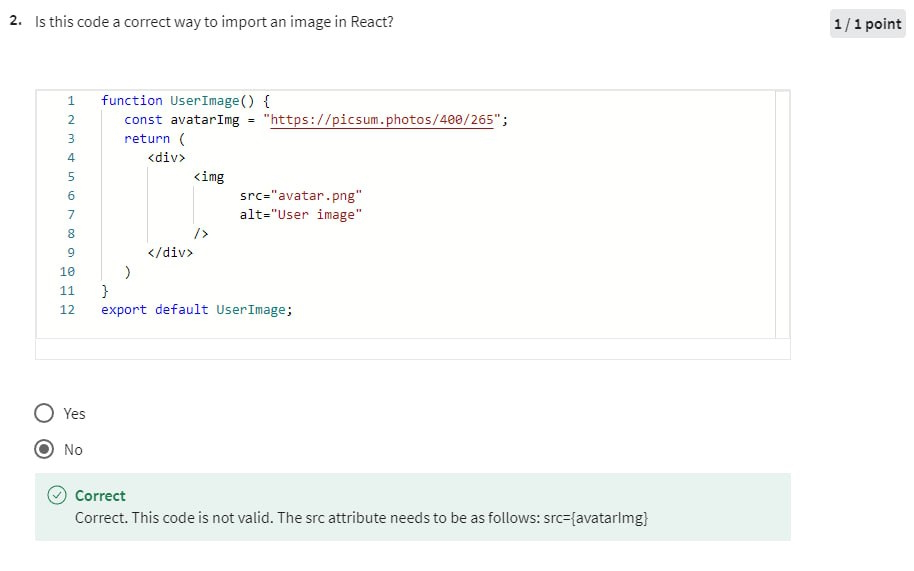 2. Is this code a correct way to import an image in React?
1 / 1 point
1 function UserImage() {
2 const avatarImg = "https://picsum.photos/400/265";
3 return (
4 <div>
5 <img
6 src="avatar.png"
7 alt="User image"
8 />
9 </div>
10 )
11 }
12 export default UserImage;
Yes
No
Correct
Correct. This code is not valid. The src attribute needs to be as follows: src={avatarImg}